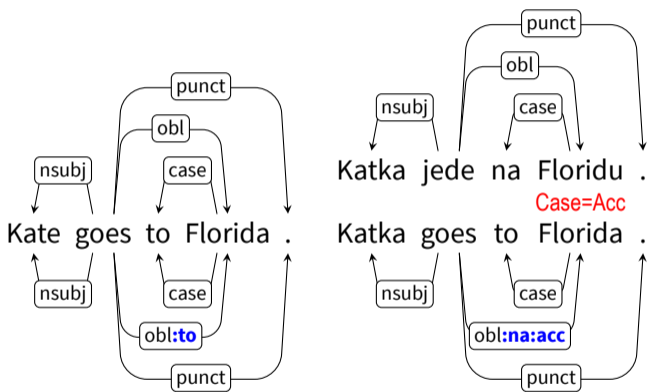 punct
obl
nsubj
case
Kate goes to Florida .
nsubj
case
obl:to
punct
punct
obl
nsubj
case
Katka jede na Floridu .
Case=Acc
Katka goes to Florida .
nsubj
case
obl:na:acc
punct